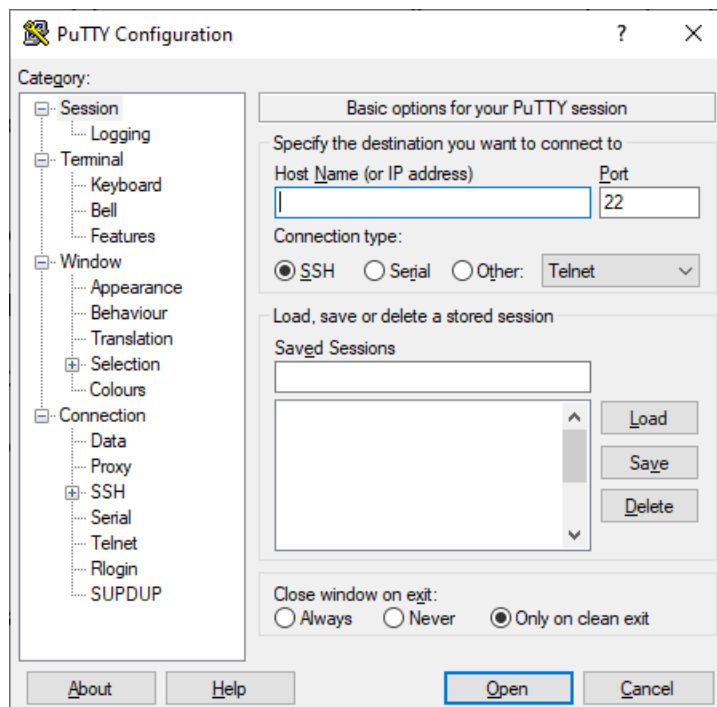 PuTTY Configuration ? ×
Category:
Session
Logging
Terminal
Keyboard
Bell
Features
Window
Appearance
Behaviour
Translation
Selection
Colours
Connection
Data
Proxy
SSH
Serial
Telnet
Rlogin
SUPDUP
Basic options for your PuTTY session
Specify the destination you want to connect to
Host Name (or IP address) Port
22
Connection type:
SSH Serial Other: Telnet
Load, save or delete a stored session
Saved Sessions
Load
Save
Delete
Close window on exit:
Always Never Only on clean exit
About Help Open Cancel